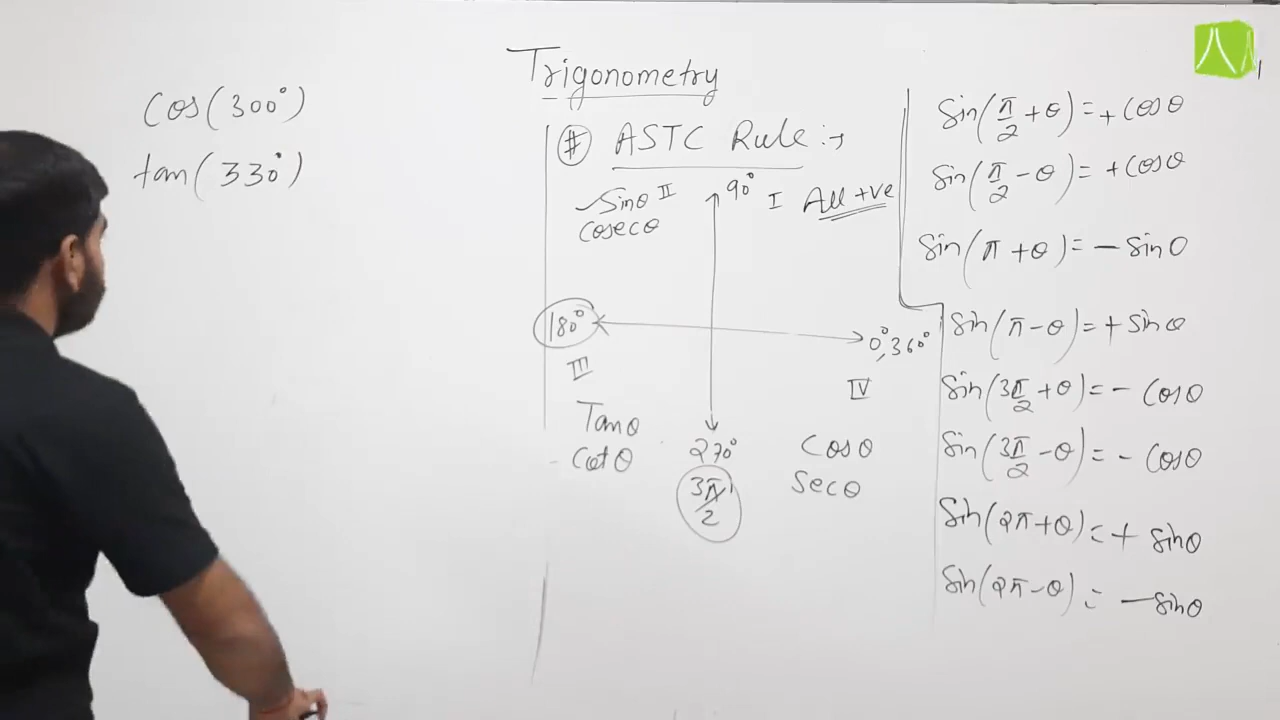 Trigonometry
cos(300°)
tan(330°)
# ASTC Rule :→
Sinθ II
cosecθ
90°
I All +ve
180°
0°,360°
III
IV
Tanθ
Cotθ
270°
3π/2
Cosθ
Secθ
Sin(π/2+θ)=+Cosθ
Sin(π/2-θ)=+Cosθ
Sin(π+θ)=-Sinθ
Sin(π-θ)=+Sinθ
Sin(3π/2+θ)=-Cosθ
Sin(3π/2-θ)=-Cosθ
Sin(2π+θ)=+Sinθ
Sin(2π-θ)=-Sinθ